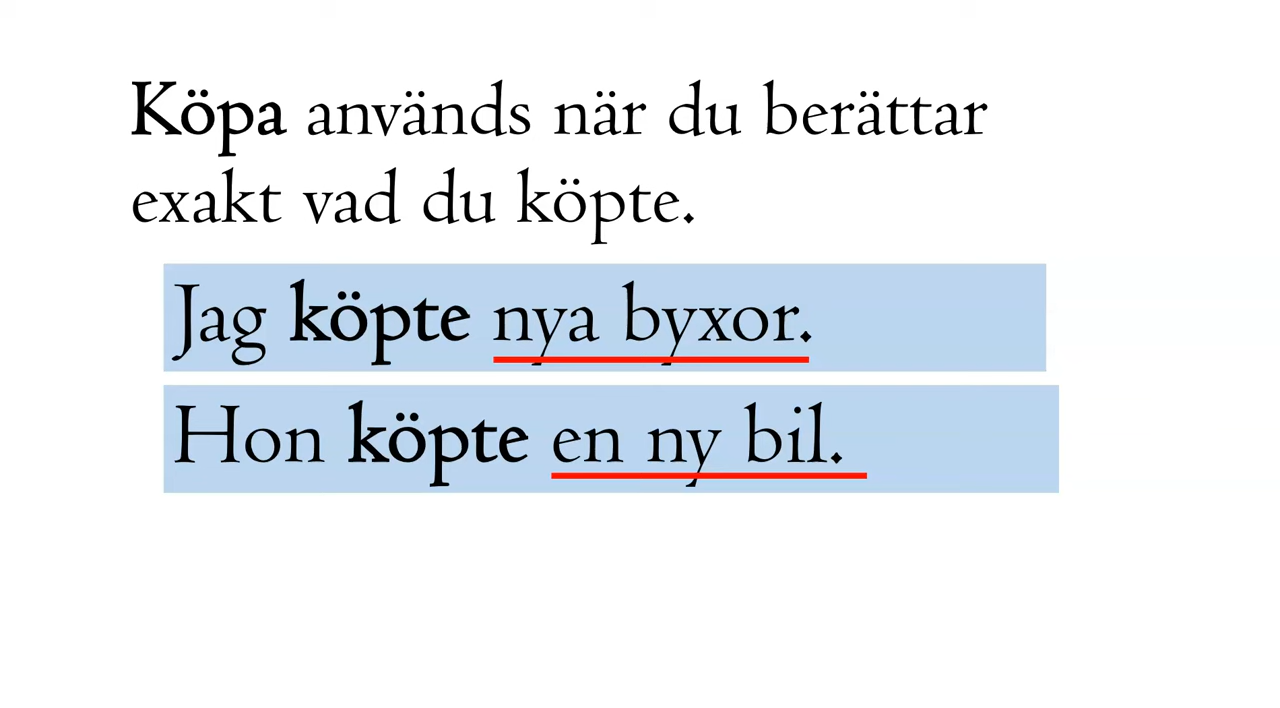 Köpa används när du berättar
exakt vad du köpte.
Jag köpte nya byxor.
Hon köpte en ny bil.